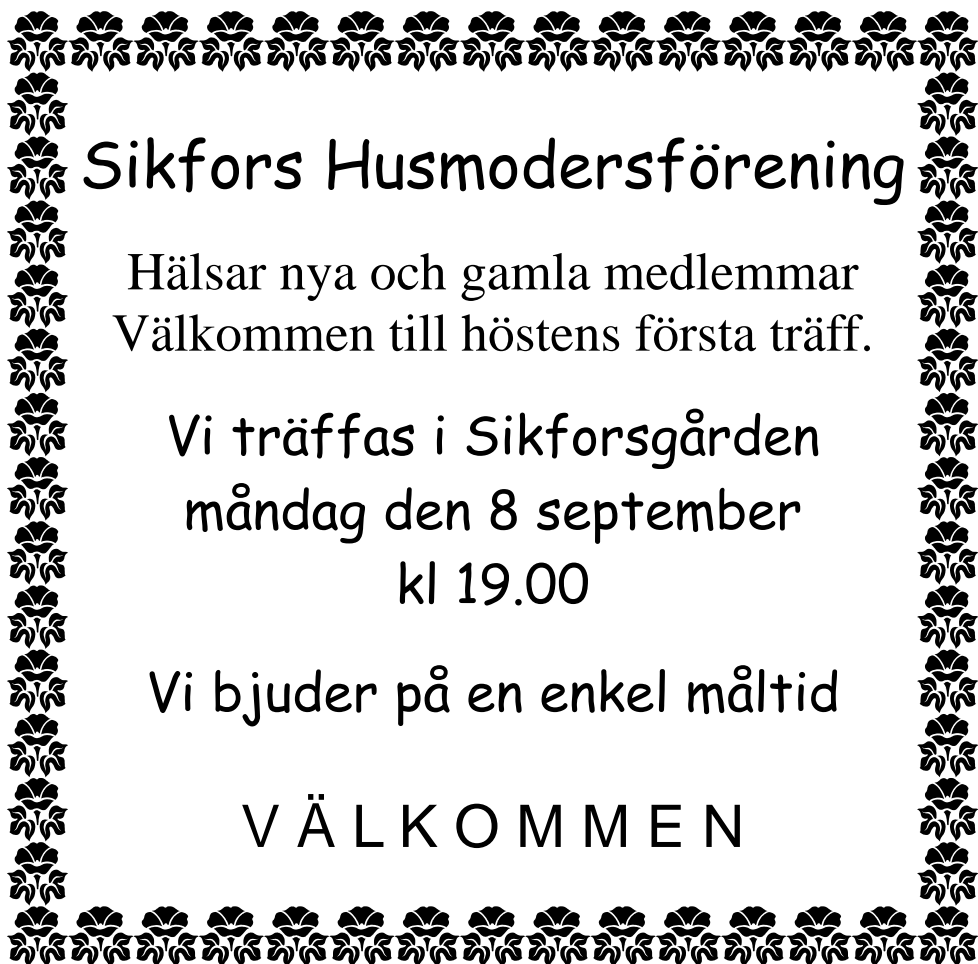 Sikfors Husmodersförening
Hälsar nya och gamla medlemmar
Välkommen till höstens första träff.
Vi träffas i Sikforsgården
måndag den 8 september
kl 19.00
Vi bjuder på en enkel måltid
V Ä L K O M M E N